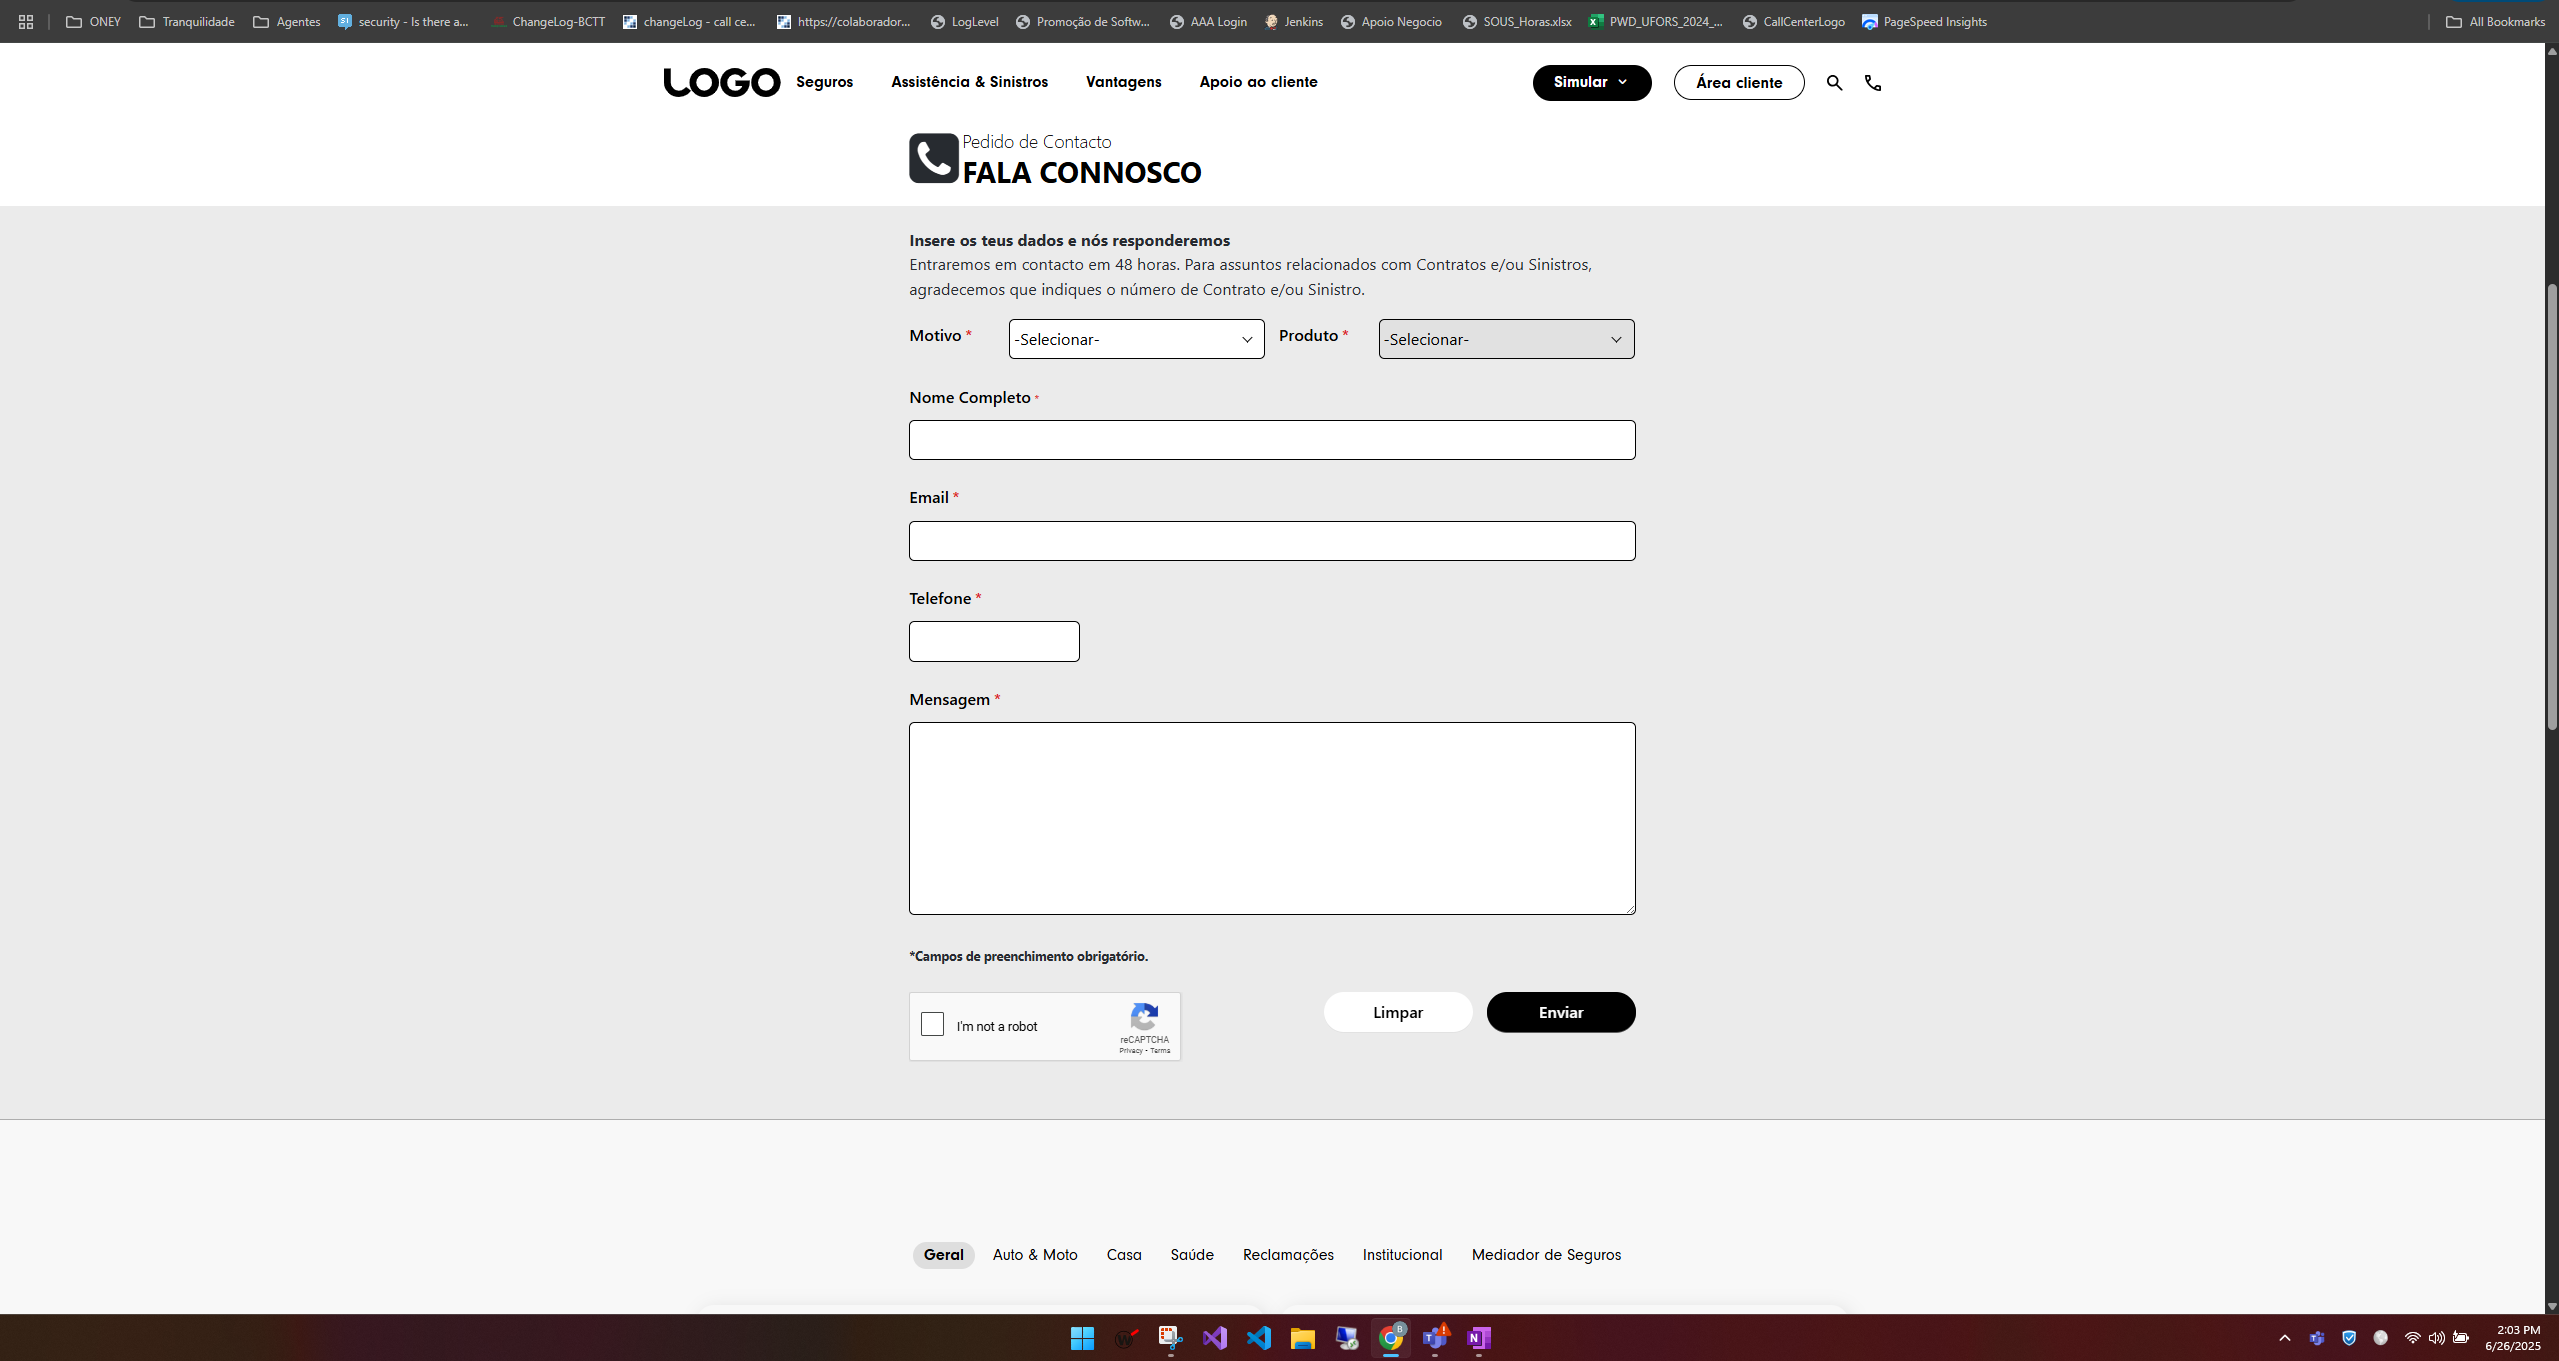 ONEY Tranquilidade Agentes security - Is there a... ChangeLog-BCTT changeLog - call ce... https://colaborador... LogLevel Promoção de Softw... AAA Login Jenkins Apoio Negocio SOUS_Horas.xlsx PWD_UFORS_2024_... CallCenterLogo PageSpeed Insights All Bookmarks
LOGO Seguros Assistência & Sinistros Vantagens Apoio ao cliente Simular Área cliente
Pedido de Contacto
FALA CONNOSCO
Insere os teus dados e nós responderemos
Entraremos em contacto em 48 horas. Para assuntos relacionados com Contratos e/ou Sinistros,
agradecemos que indiques o número de Contrato e/ou Sinistro.
Motivo * -Selecionar- Produto * -Selecionar-
Nome Completo *
Email *
Telefone *
Mensagem *
*Campos de preenchimento obrigatório.
I'm not a robot
reCAPTCHA
Privacy - Terms
Limpar Enviar
Geral Auto & Moto Casa Saúde Reclamações Institucional Mediador de Seguros
2:03 PM
6/26/2025